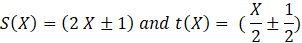 S(X) = (2 X ± 1) and t(X) = (X/2 ± 1/2)